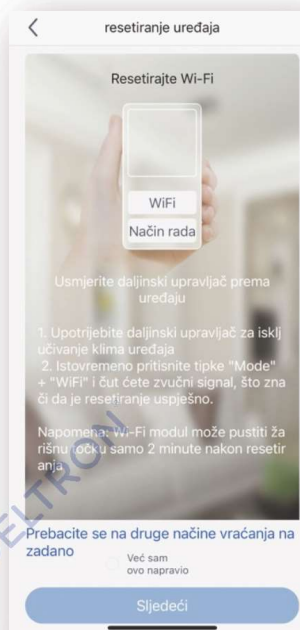 resetiranje uređaja
Resetirajte Wi-Fi
WiFi
Način rada
Usmjerite daljinski upravljač prema
uređaju
1. Upotrijebite daljinski upravljač za isklj
učivanje klima uređaja
2. Istovremeno pritisnite tipke "Mode"
+ "WiFi" i čut ćete zvučni signal, što zna
či da je resetiranje uspješno.
Napomena: Wi-Fi modul može pustiti ža
rišnu točku samo 2 minute nakon resetir
anja
Prebacite se na druge načine vraćanja na
zadano
Već sam
ovo napravio
Sljedeći
ELTRON